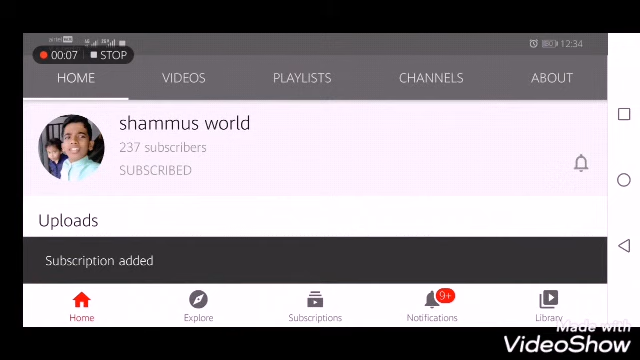 airtel
00:07 STOP
12:34
HOME VIDEOS PLAYLISTS CHANNELS ABOUT
shammus world
237 subscribers
SUBSCRIBED
Uploads
Subscription added
9+
Home Explore Subscriptions Notifications Library
Made with
VideoShow